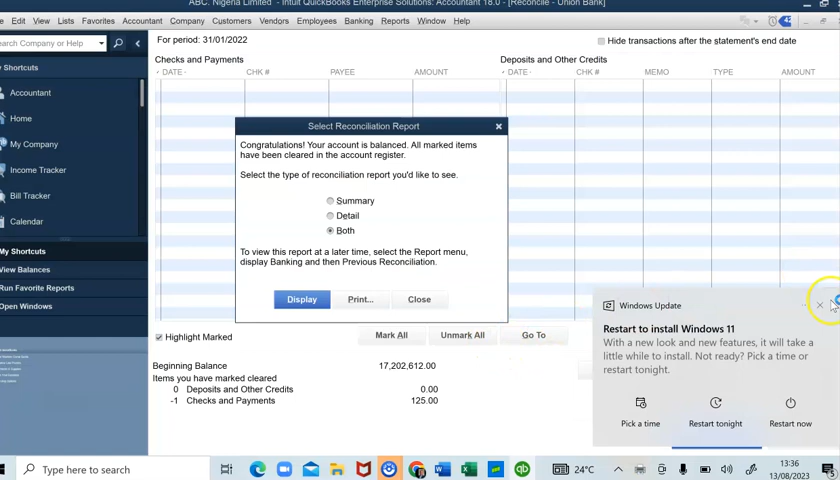 ABC. Nigeria Limited - Intuit QuickBooks Enterprise Solutions: Accountant 18.0 - [Reconcile - Union Bank]
Edit View Lists Favorites Accountant Company Customers Vendors Employees Banking Reports Window Help
42
earch Company or Help
For period: 31/01/2022
Hide transactions after the statement's end date
Checks and Payments
Deposits and Other Credits
DATE CHK # PAYEE AMOUNT
DATE CHK # MEMO TYPE AMOUNT
y Shortcuts
Accountant
Home
My Company
Income Tracker
Bill Tracker
Calendar
My Shortcuts
View Balances
Run Favorite Reports
Open Windows
Select Reconciliation Report
Congratulations! Your account is balanced. All marked items
have been cleared in the account register.
Select the type of reconciliation report you'd like to see.
Summary
Detail
Both
To view this report at a later time, select the Report menu,
display Banking and then Previous Reconciliation.
Display Print... Close
Highlight Marked
Mark All Unmark All Go To
Beginning Balance 17,202,612.00
Items you have marked cleared
0 Deposits and Other Credits 0.00
-1 Checks and Payments 125.00
Windows Update
Restart to install Windows 11
With a new look and new features, it will take a
little while to install. Not ready? Pick a time or
restart tonight.
Pick a time Restart tonight Restart now
Type here to search
24°C
13:36
13/08/2023
5